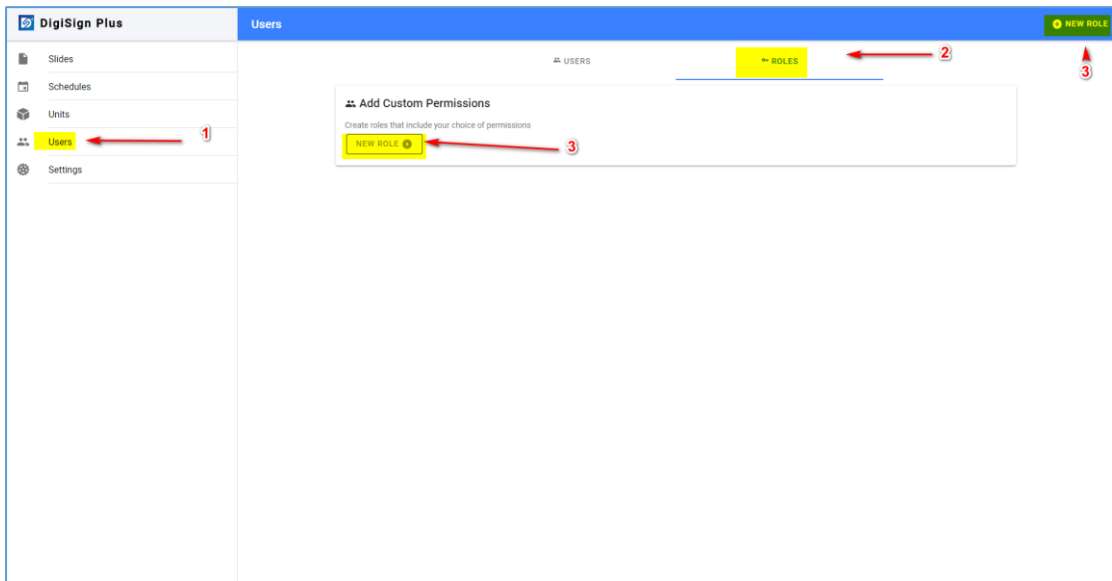 DigiSign Plus
Users
NEW ROLE
Slides
Schedules
Units
Users
Settings
1
USERS
ROLES
2
3
Add Custom Permissions
Create roles that include your choice of permissions
NEW ROLE
3